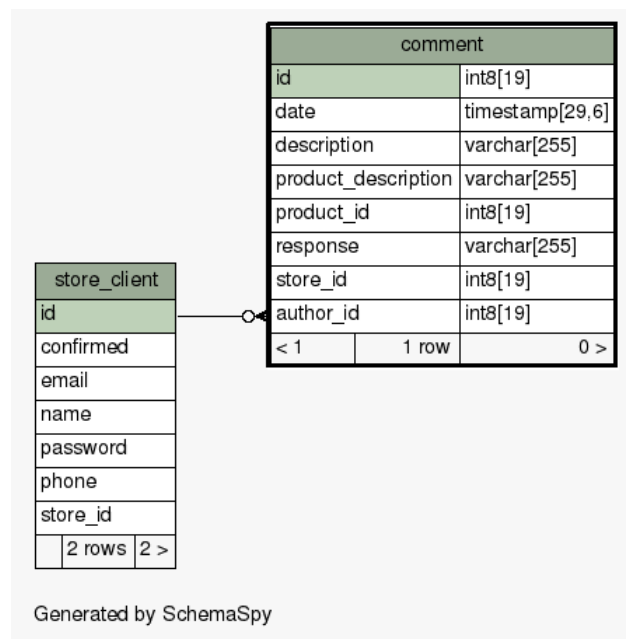 comment
id int8[19]
date timestamp[29,6]
description varchar[255]
product_description varchar[255]
product_id int8[19]
response varchar[255]
store_id int8[19]
author_id int8[19]
< 1 1 row 0 >
store_client
id
confirmed
email
name
password
phone
store_id
2 rows 2 >
Generated by SchemaSpy